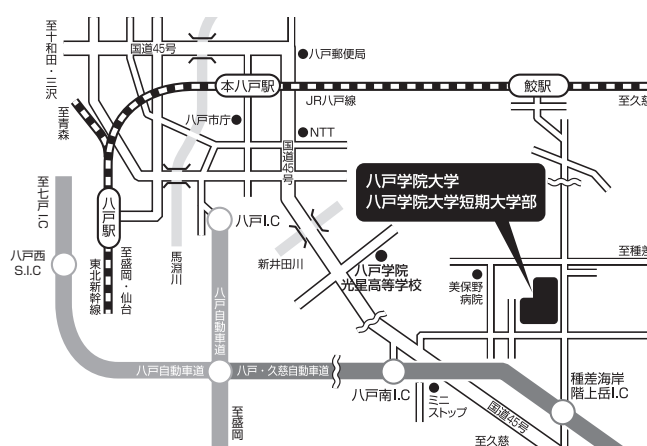 至十和田・三沢
国道45号
八戸郵便局
本八戸駅
JR八戸線
鮫駅
至久慈
至青森
八戸市庁
NTT
国道45号
至七戸I.C
八戸駅
八戸学院大学
八戸学院大学短期大学部
八戸I.C
八戸西
S.I.C
東北新幹線
至盛岡・仙台
馬淵川
新井田川
八戸学院
光星高等学校
美保野
病院
至種差
八戸自動車道
八戸自動車道
八戸・久慈自動車道
八戸南I.C
ミニ
ストップ
国道45号
種差海岸
階上岳I.C
至盛岡
至久慈